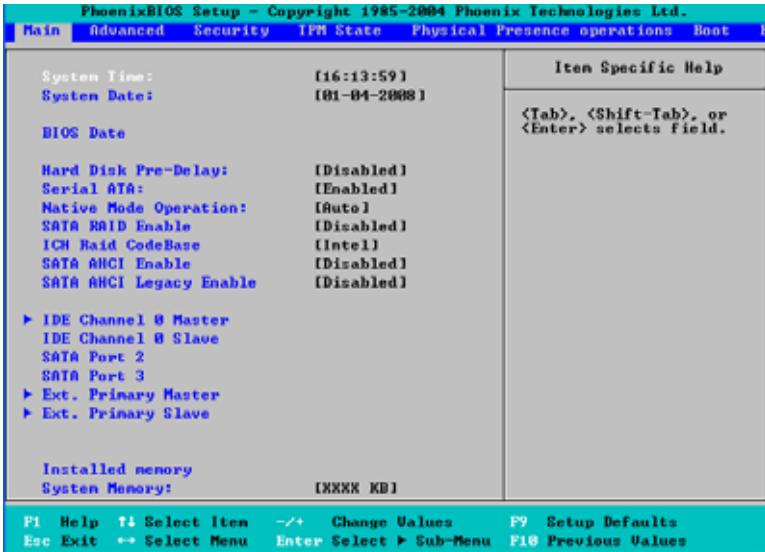 PhoenixBIOS Setup - Copyright 1985-2004 Phoenix Technologies Ltd.
Main Advanced Security TPM State Physical Presence operations Boot
Item Specific Help
System Time: [16:13:59]
System Date: [01-04-2008]
<Tab>, <Shift-Tab>, or
<Enter> selects field.
BIOS Date
Hard Disk Pre-Delay: [Disabled]
Serial ATA: [Enabled]
Native Mode Operation: [Auto]
SATA RAID Enable [Disabled]
ICH Raid CodeBase [Intel]
SATA AHCI Enable [Disabled]
SATA AHCI Legacy Enable [Disabled]
▶ IDE Channel 0 Master
IDE Channel 0 Slave
SATA Port 2
SATA Port 3
▶ Ext. Primary Master
▶ Ext. Primary Slave
Installed memory
System Memory: [XXXX KB]
F1 Help ↑↓ Select Item -/+ Change Values F9 Setup Defaults
Esc Exit ↔ Select Menu Enter Select ▶ Sub-Menu F10 Previous Values